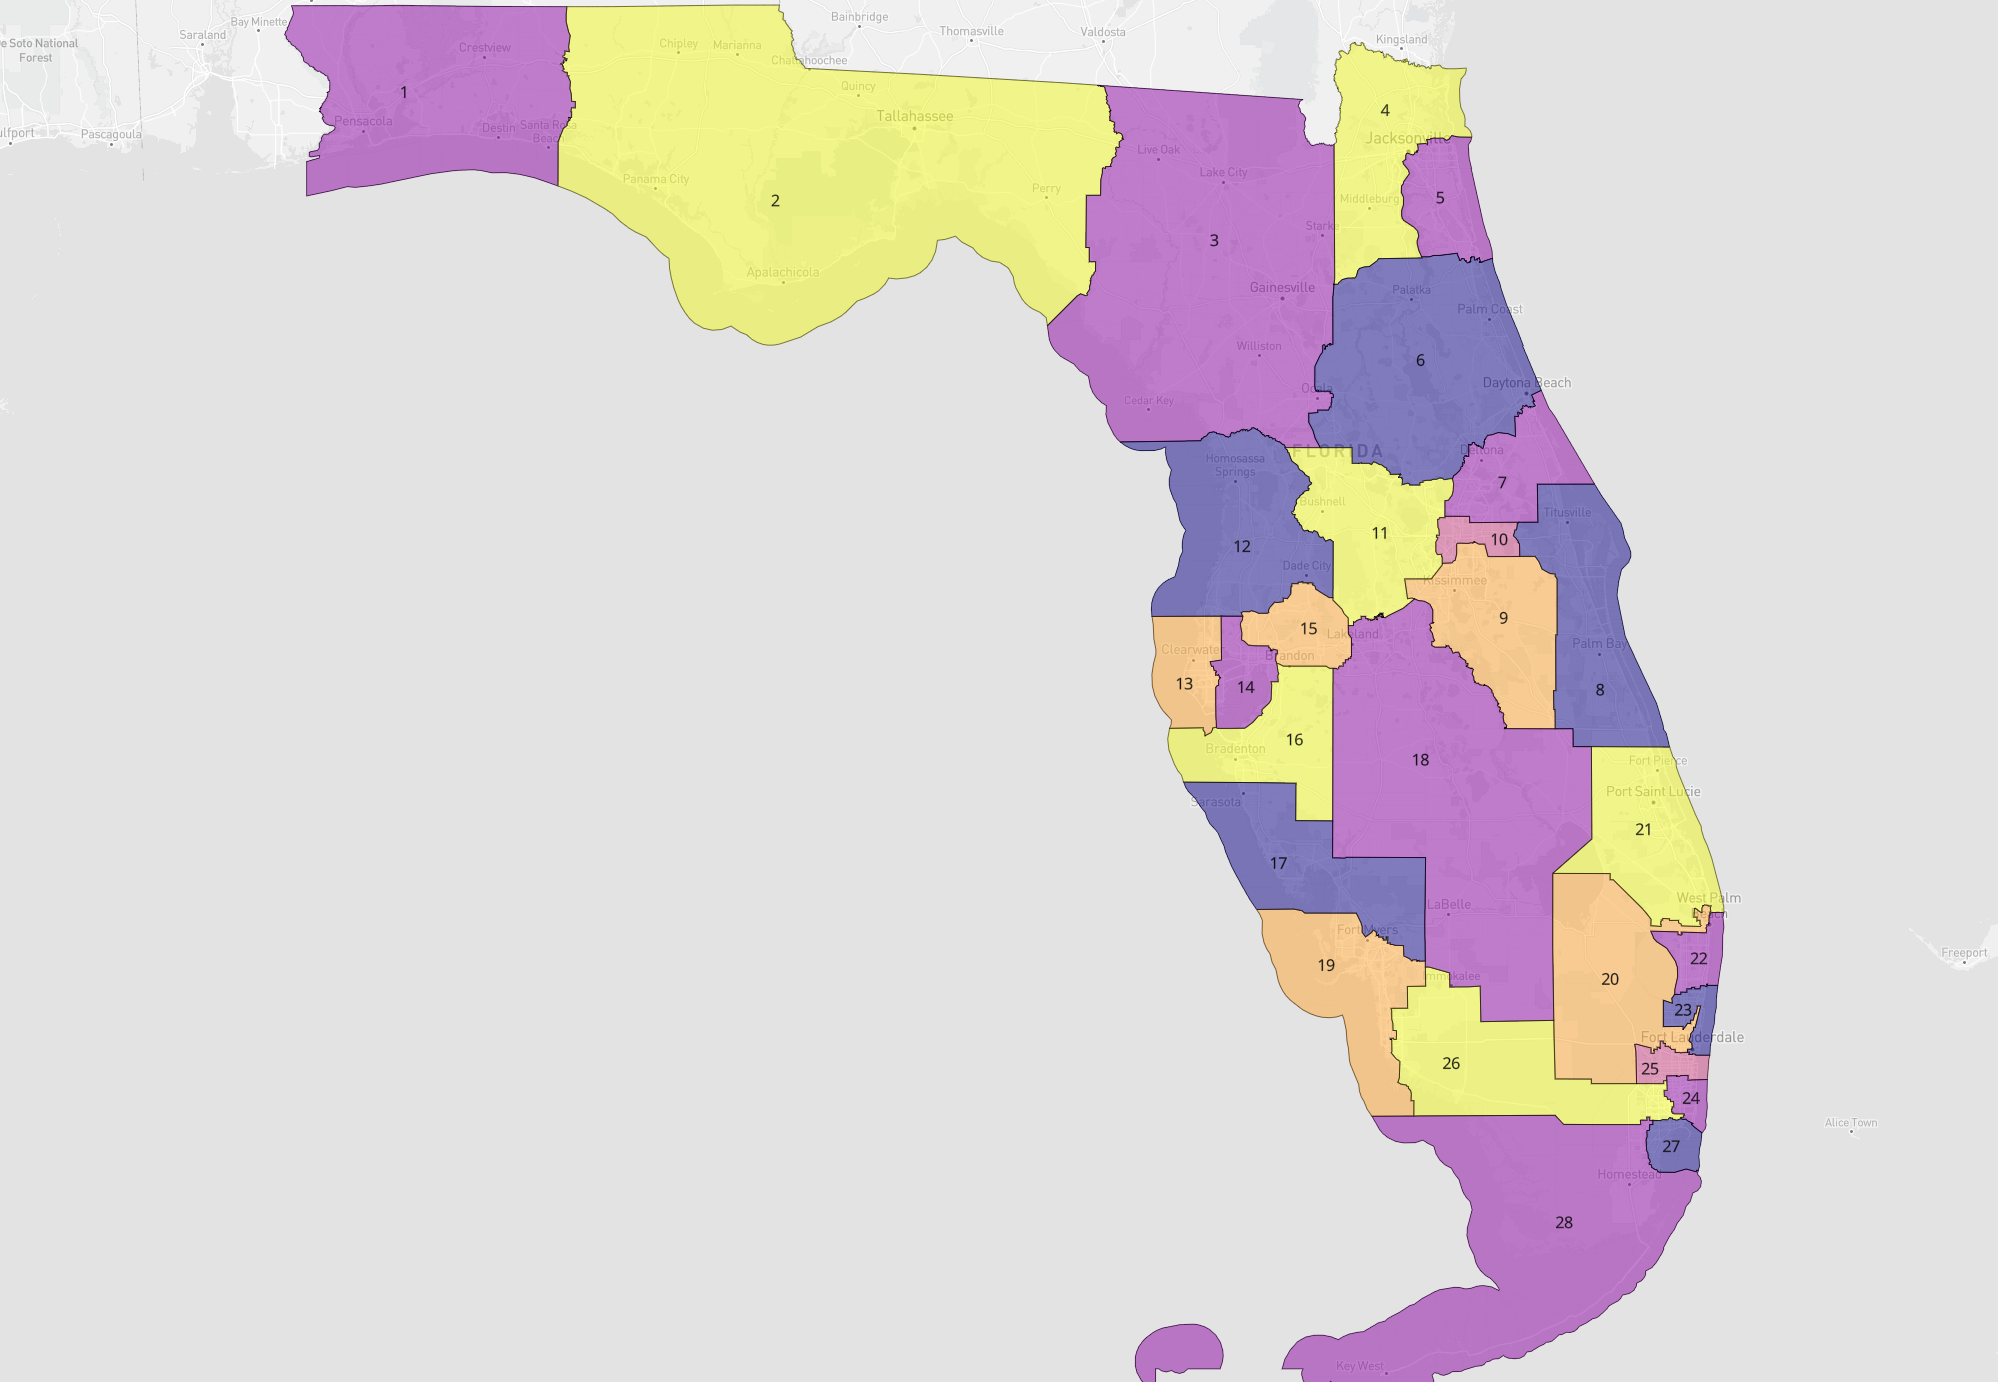 Bay Minette
Saraland
De Soto National
Forest
Gulfport
Pascagoula
Bainbridge
Thomasville
Valdosta
Kingsland
Crestview
1
Pensacola
Destin
Santa Rosa
Beach
Chipley
Marianna
Chattahoochee
Quincy
Tallahassee
Panama City
2
Perry
Apalachicola
Live Oak
Lake City
3
Starke
Gainesville
Williston
Ocala
Cedar Key
4
Jacksonville
Middleburg
5
Palatka
Palm Coast
6
Daytona Beach
FLORIDA
Deltona
7
Homosassa
Springs
Bushnell
11
12
Dade City
Titusville
10
Kissimmee
9
15
Lakeland
Brandon
Clearwater
13
14
Palm Bay
8
16
Bradenton
18
Fort Pierce
Port Saint Lucie
21
Sarasota
17
LaBelle
West Palm
Beach
Fort Myers
19
Immokalee
20
22
23
Fort Lauderdale
26
25
24
27
Homestead
28
Key West
Freeport
Alice Town